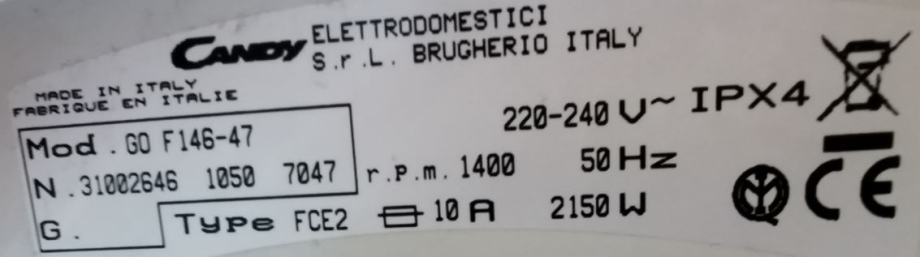 CANDY ELETTRODOMESTICI
S.r.L. BRUGHERIO ITALY
MADE IN ITALY
FABRIQUE EN ITALIE
220-240 V~ IPX4
Mod. GO F146-47
N.31002646 1050 7047
r.P.m. 1400 50 Hz
G.
Type FCE2 10 A 2150 W
CE